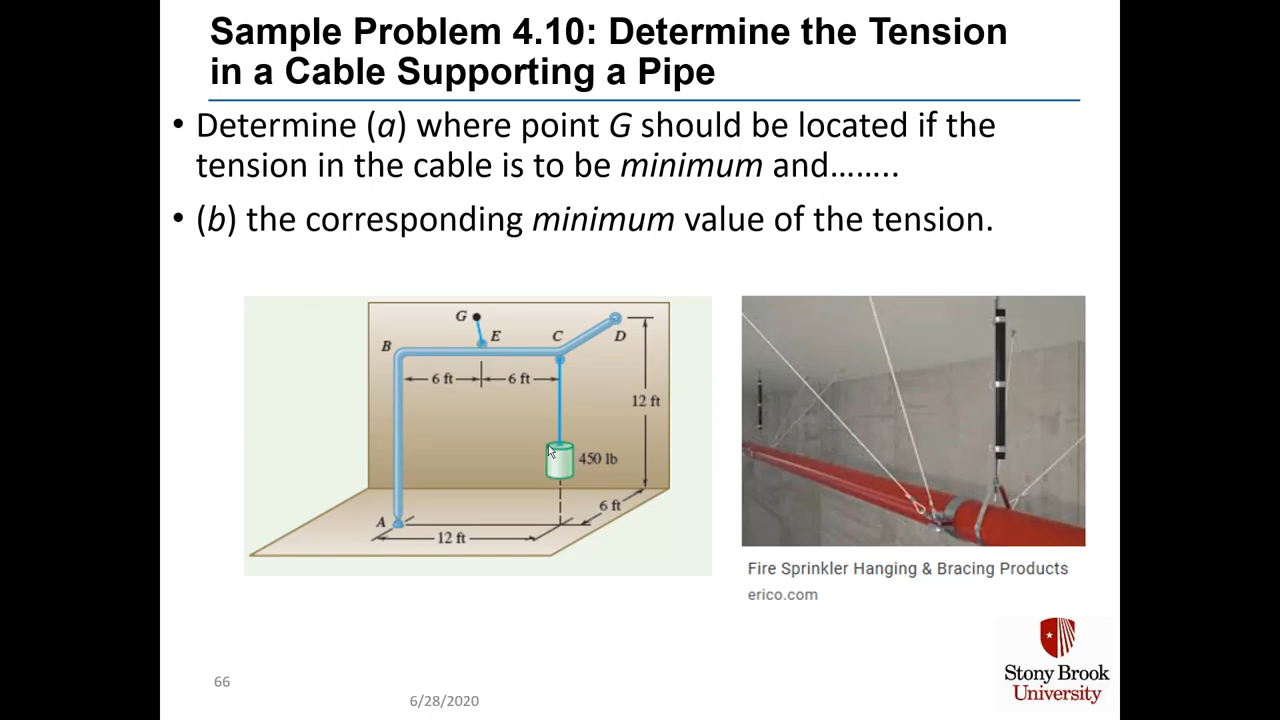 Sample Problem 4.10: Determine the Tension
in a Cable Supporting a Pipe
• Determine (a) where point G should be located if the
tension in the cable is to be minimum and……..
• (b) the corresponding minimum value of the tension.
G
E
C
D
B
6 ft
6 ft
12 ft
450 lb
6 ft
A
12 ft
Fire Sprinkler Hanging & Bracing Products
erico.com
66
6/28/2020
Stony Brook
University